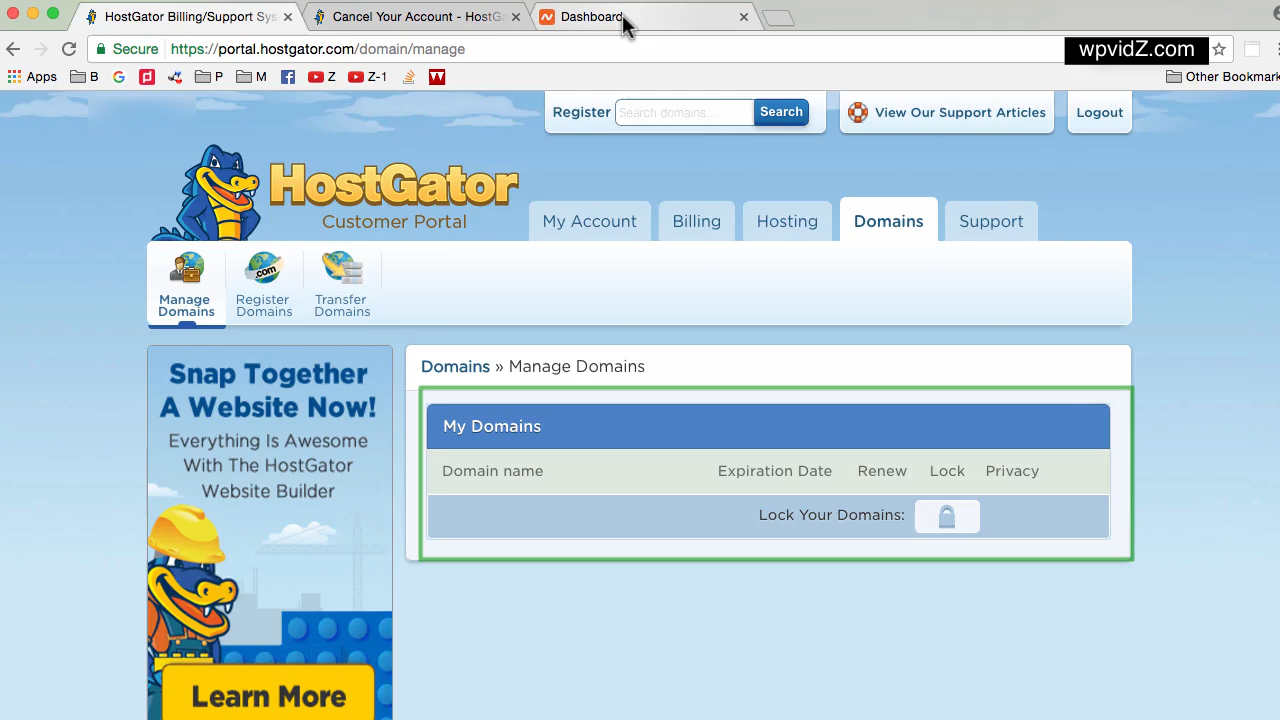 HostGator Billing/Support Sys
Cancel Your Account - HostGa
Dashboard
Secure
https://portal.hostgator.com/domain/manage
wpvidZ.com
Apps
B
P
M
Z
Z-1
Other Bookmark
Register
Search domains...
Search
View Our Support Articles
Logout
HostGator
Customer Portal
My Account
Billing
Hosting
Domains
Support
Manage
Domains
.com
Register
Domains
Transfer
Domains
Snap Together
A Website Now!
Everything Is Awesome
With The HostGator
Website Builder
Learn More
Domains » Manage Domains
My Domains
Domain name
Expiration Date
Renew
Lock
Privacy
Lock Your Domains: